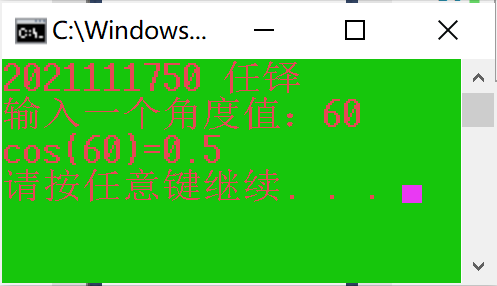 C:\Windows...
2021111750 任铎
输入一个角度值：60
cos(60)=0.5
请按任意键继续. . .